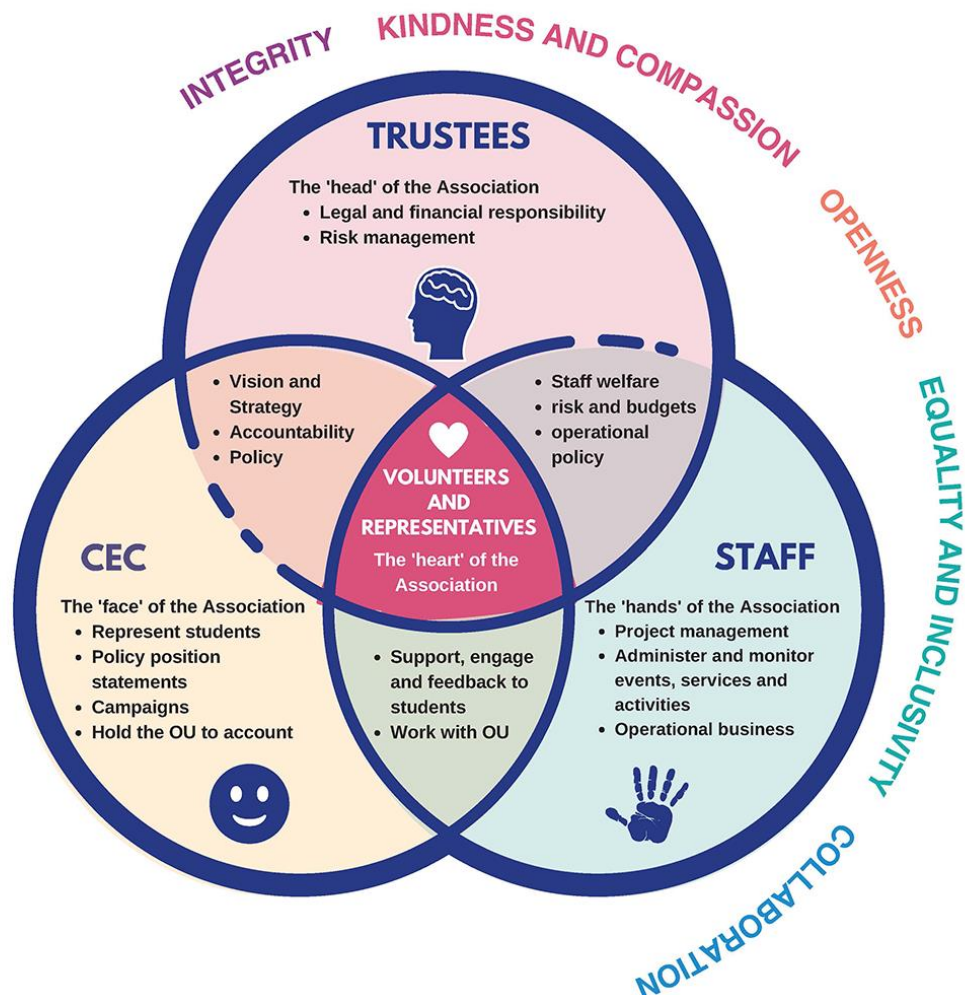 INTEGRITY
KINDNESS AND COMPASSION
OPENNESS
EQUALITY AND INCLUSIVITY
COLLABORATION
TRUSTEES
The 'head' of the Association
• Legal and financial responsibility
• Risk management
• Vision and
Strategy
• Accountability
• Policy
• Staff welfare
• risk and budgets
• operational
policy
VOLUNTEERS
AND
REPRESENTATIVES
The 'heart' of the
Association
CEC
The 'face' of the Association
• Represent students
• Policy position
statements
• Campaigns
• Hold the OU to account
STAFF
The 'hands' of the Association
• Project management
• Administer and monitor
events, services and
activities
• Operational business
• Support, engage
and feedback to
students
• Work with OU